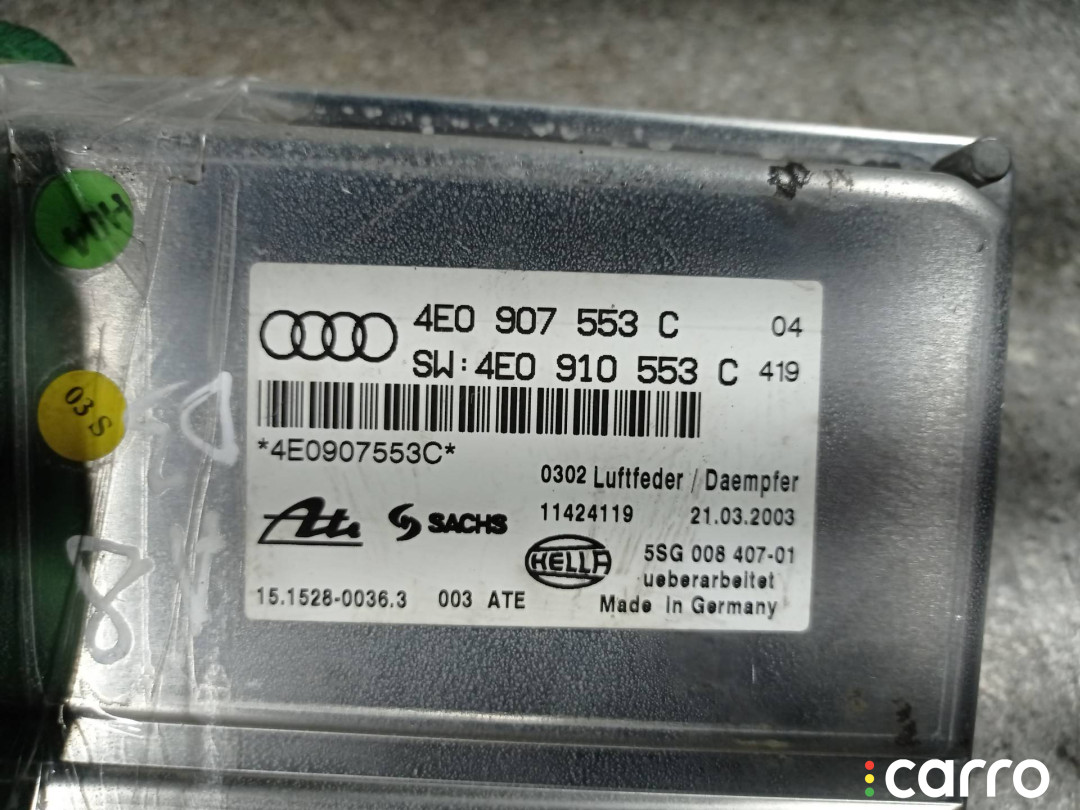 4E0 907 553 C 04
SW: 4E0 910 553 C 419
*4E0907553C*
0302 Luftfeder / Daempfer
11424119 21.03.2003
Ate SACHS
HELLA 5SG 008 407-01
ueberarbeitet
15.1528-0036.3 003 ATE Made in Germany
03 S
carro